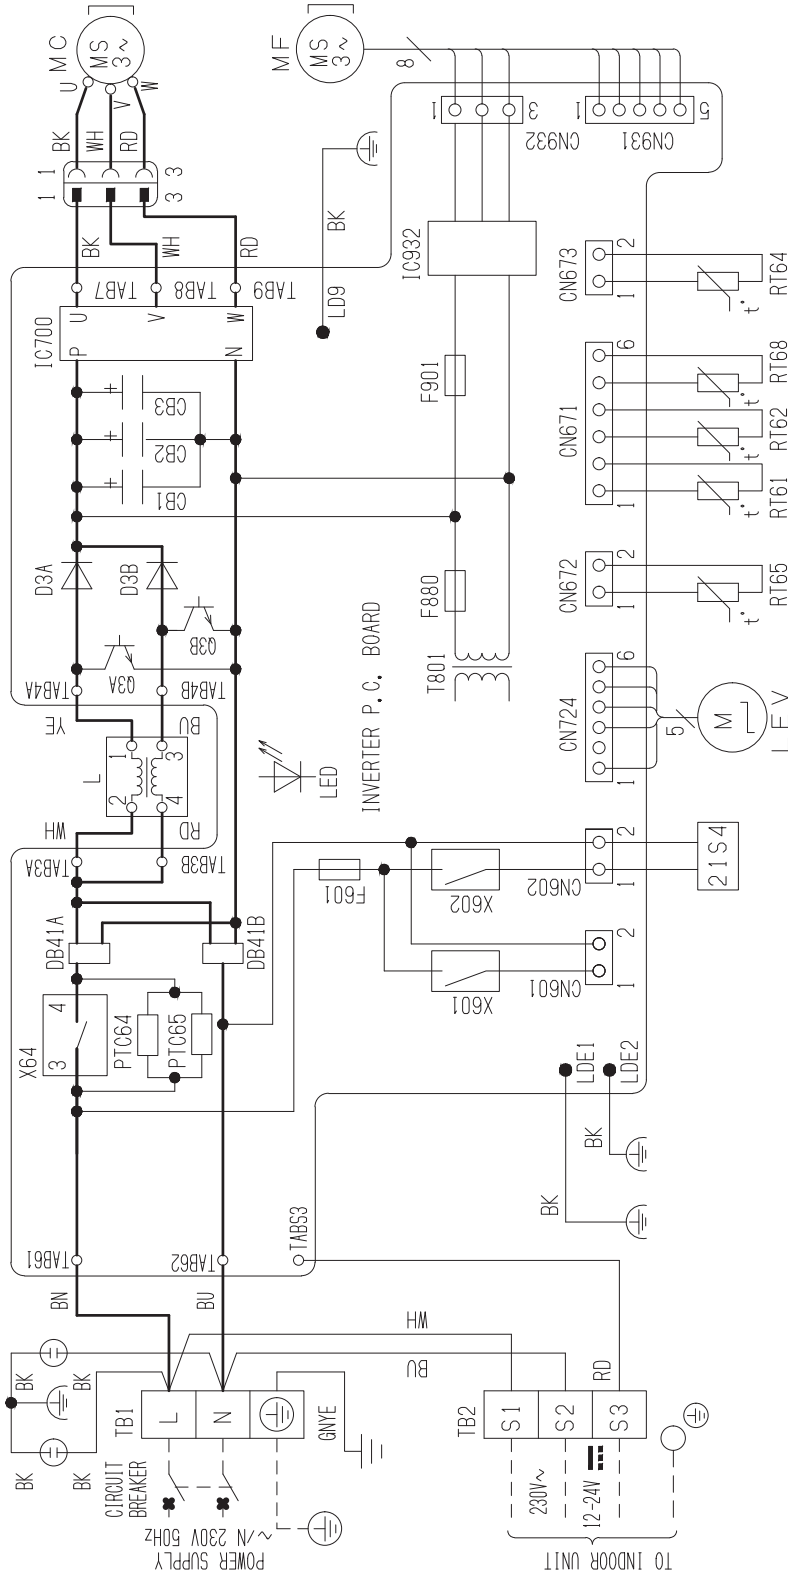 MC
MS
3~
U
V
W
BK
WH
RD
1
1
3
3
BK
WH
RD
TAB7
TAB8
TAB9
IC700
P
U
V
N
W
+
CB3
+
CB2
+
CB1
D3A
D3B
Q3A
Q3B
TAB4A
TAB4B
YE
BU
L
1
2
3
4
WH
RD
TAB3A
TAB3B
DB41A
DB41B
X64
3
4
PTC64
PTC65
TAB61
TAB62
TABS3
BN
BU
LED
INVERTER P.C. BOARD
LD9
BK
MF
MS
3~
8
1
3
CN932
1
5
CN931
IC932
F901
F880
T801
F601
X602
X601
CN602
1
2
CN601
1
2
21S4
CN673
1
2
RT64
t°
CN671
1
6
RT68
t°
RT62
t°
RT61
t°
CN672
1
2
RT65
t°
CN724
1
6
5
M
LEV
LDE1
LDE2
BK
BK
BK
BK
BK
BK
TB1
L
N
GNYE
CIRCUIT
BREAKER
POWER SUPPLY
~/N 230V 50Hz
WH
BU
RD
TB2
S1
S2
S3
230V~
12-24V
TO INDOOR UNIT